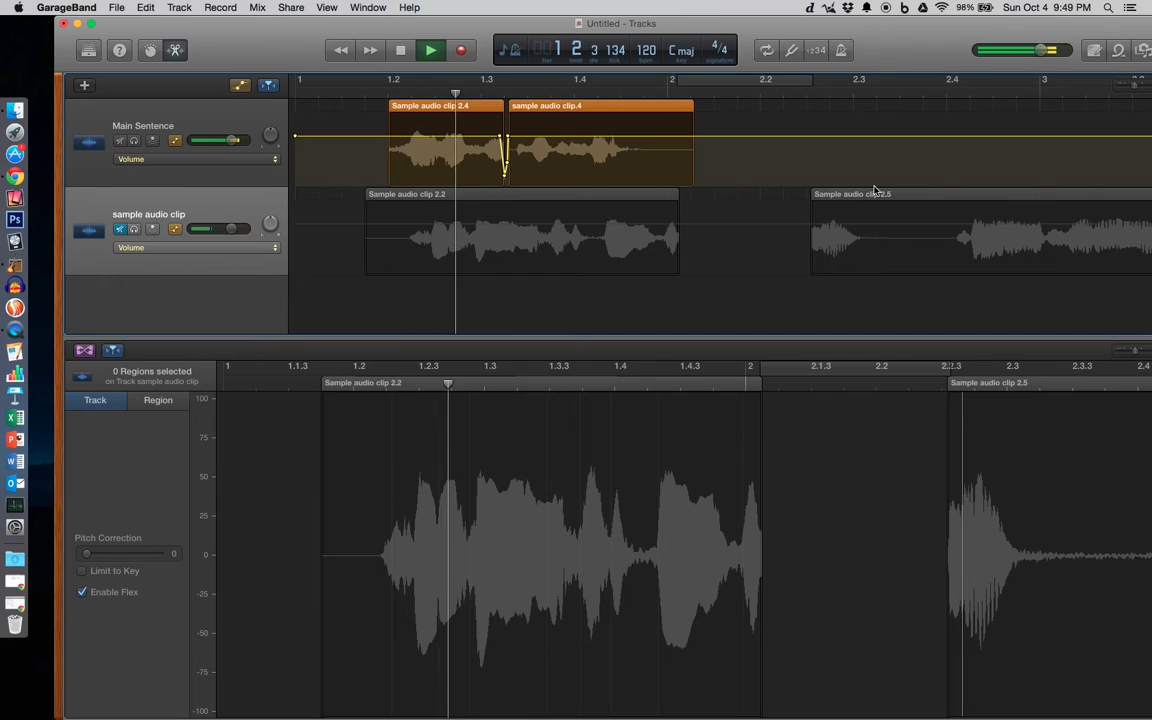 GarageBand File Edit Track Record Mix Share View Window Help 98% Sun Oct 4 9:49 PM
Untitled - Tracks
1 2 3 134 120 C maj 4/4
bar beat div tick bpm key signature
1234
1 1.2 1.3 1.4 2 2.2 2.3 2.4 3
Sample audio clip 2.4 sample audio clip.4
Main Sentence
Volume
Sample audio clip 2.2 Sample audio clip 2.5
sample audio clip
Volume
1 1.1.3 1.2 1.2.3 1.3 1.3.3 1.4 1.4.3 2 2.1.3 2.2 2.2.3 2.3 2.3.3 2.4
0 Regions selected
on Track sample audio clip
Sample audio clip 2.2 Sample audio clip 2.5
Track Region
100
75
50
25
0
-25
-50
-75
-100
Pitch Correction
0
Limit to Key
Enable Flex